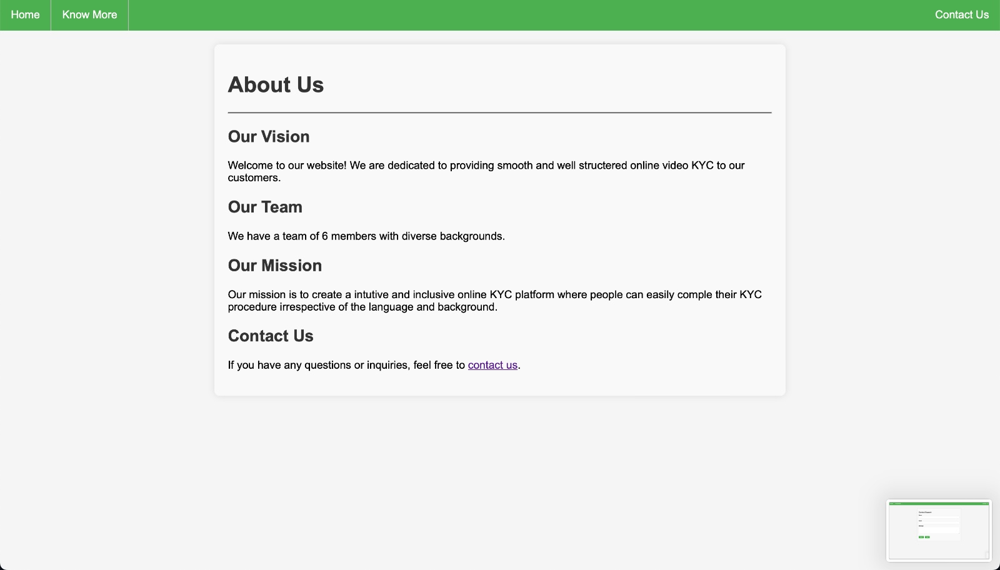 Home Know More Contact Us
About Us
Our Vision
Welcome to our website! We are dedicated to providing smooth and well structered online video KYC to our
customers.
Our Team
We have a team of 6 members with diverse backgrounds.
Our Mission
Our mission is to create a intutive and inclusive online KYC platform where people can easily comple their KYC
procedure irrespective of the language and background.
Contact Us
If you have any questions or inquiries, feel free to contact us.